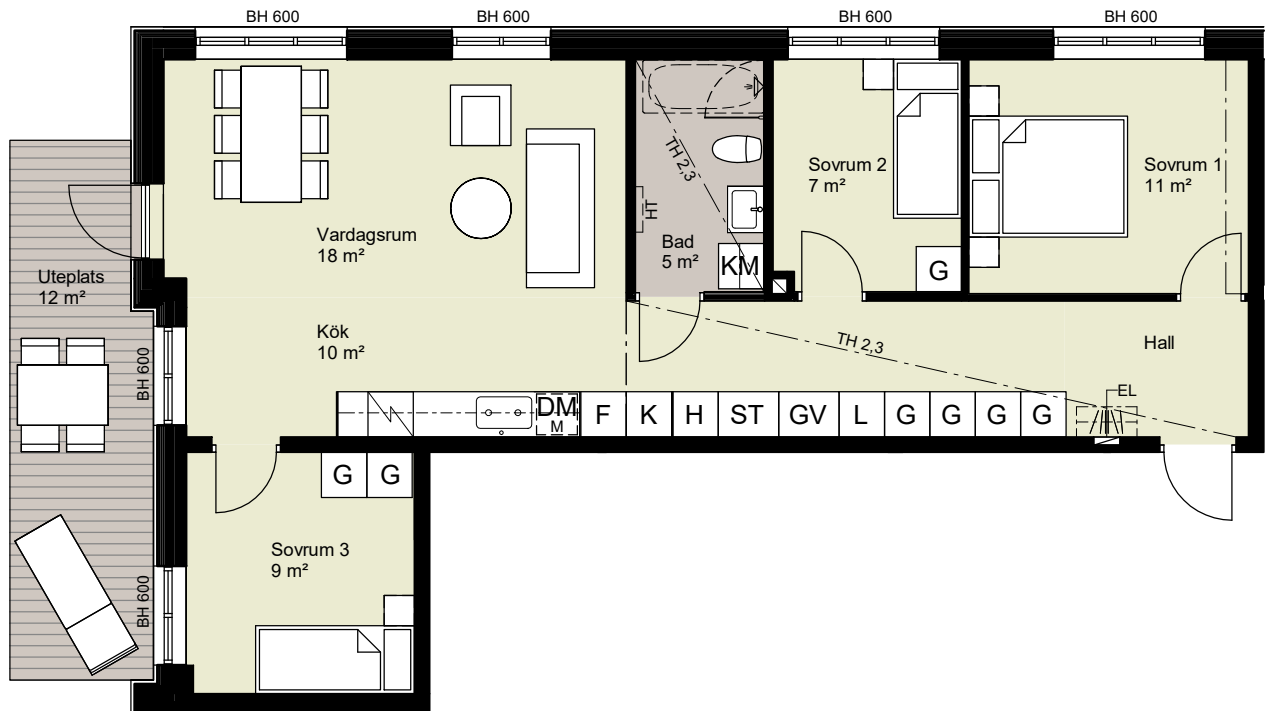 BH 600
BH 600
BH 600
BH 600
TH 2,3
Sovrum 2
7 m²
Sovrum 1
11 m²
HT
Vardagsrum
18 m²
Bad
5 m²
KM
G
Uteplats
12 m²
Kök
10 m²
TH 2,3
Hall
BH 600
EL
DM
M
F K H ST GV L G G G G
G G
Sovrum 3
9 m²
BH 600